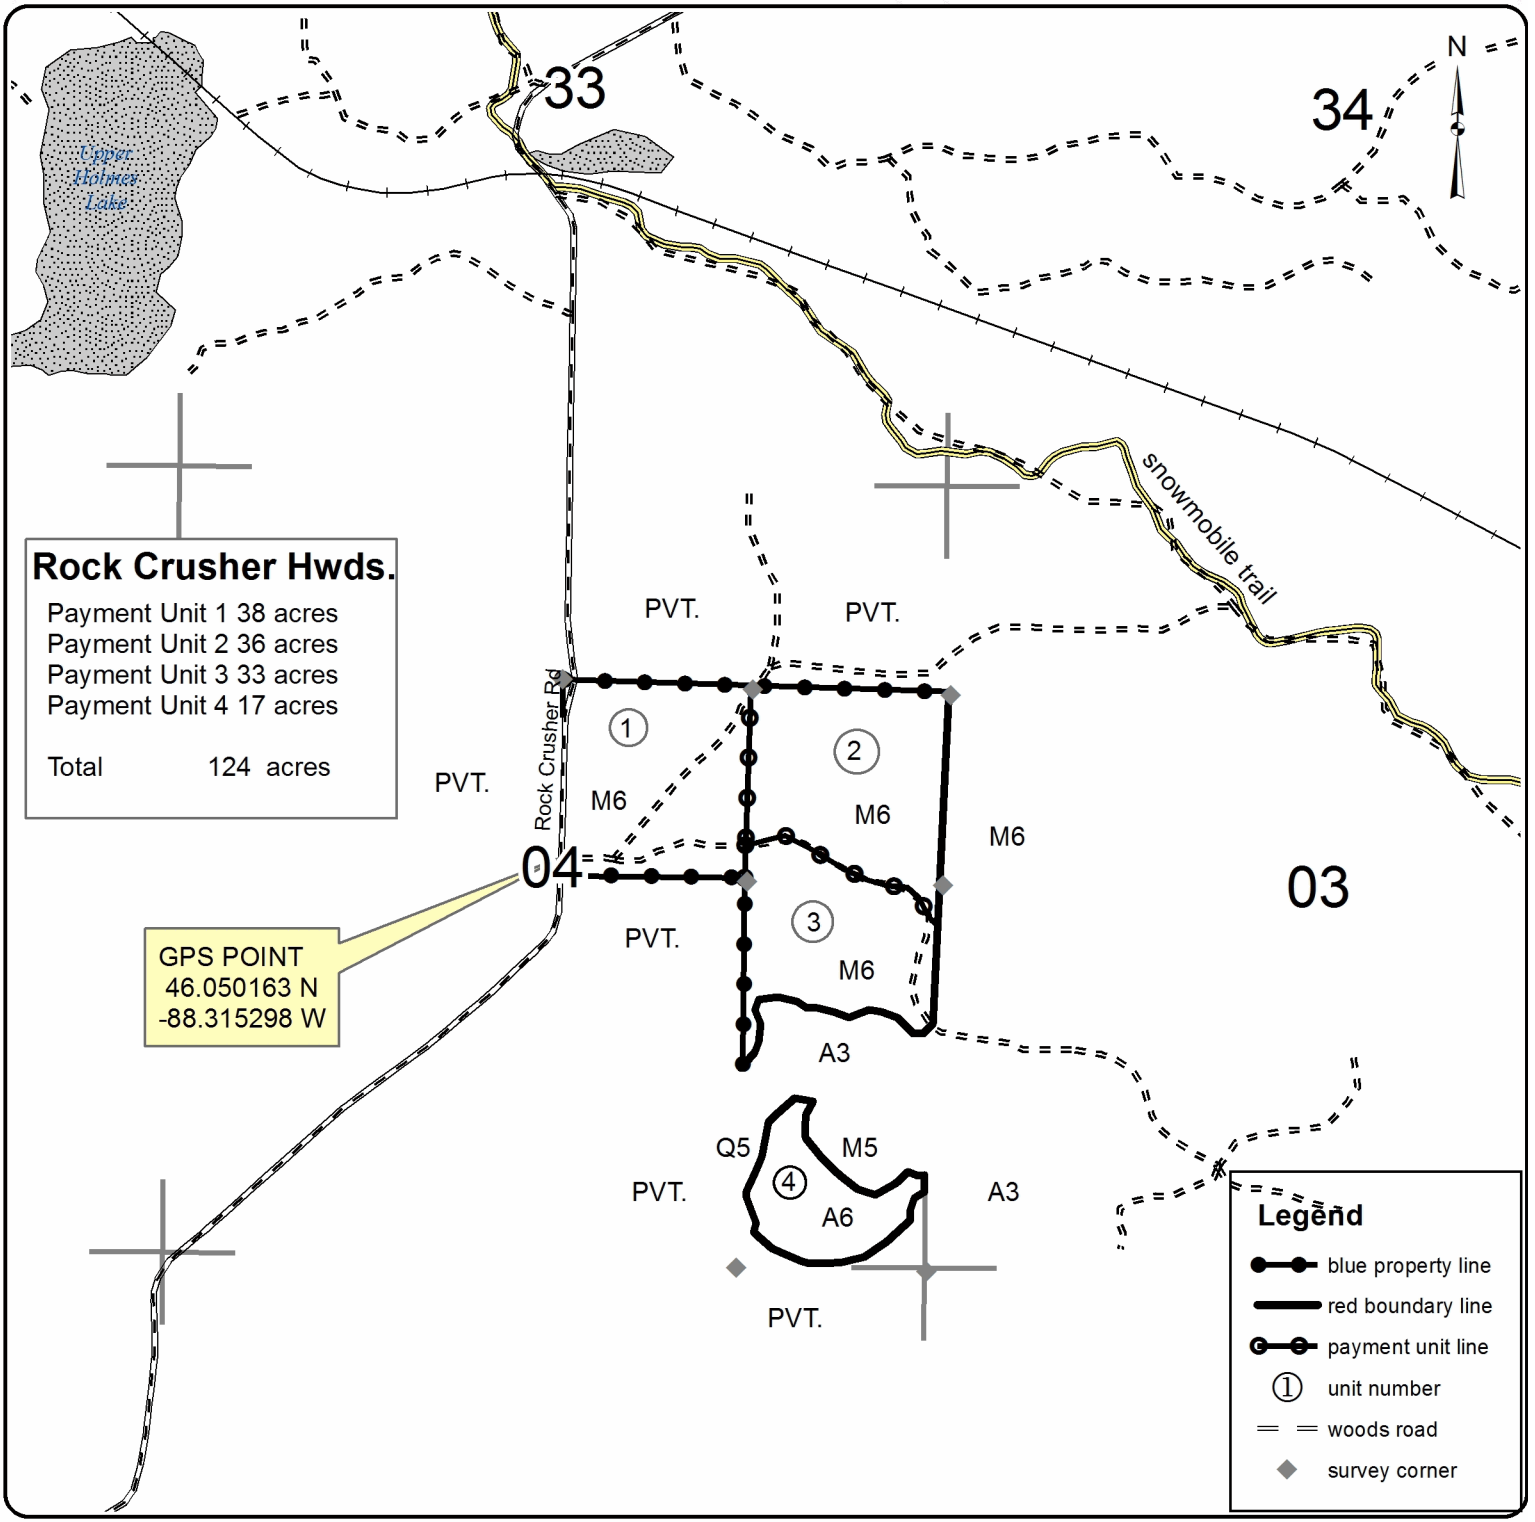 33
34
N
Upper
Holmes
Lake
snowmobile trail
Rock Crusher Hwds.
Payment Unit 1 38 acres
Payment Unit 2 36 acres
Payment Unit 3 33 acres
Payment Unit 4 17 acres
Total 124 acres
PVT.
PVT.
Rock Crusher Rd
1
2
PVT.
M6
M6
M6
04
03
GPS POINT
46.050163 N
-88.315298 W
PVT.
3
M6
A3
Q5
M5
PVT.
4
A6
A3
PVT.
Legend
blue property line
red boundary line
payment unit line
1 unit number
woods road
survey corner